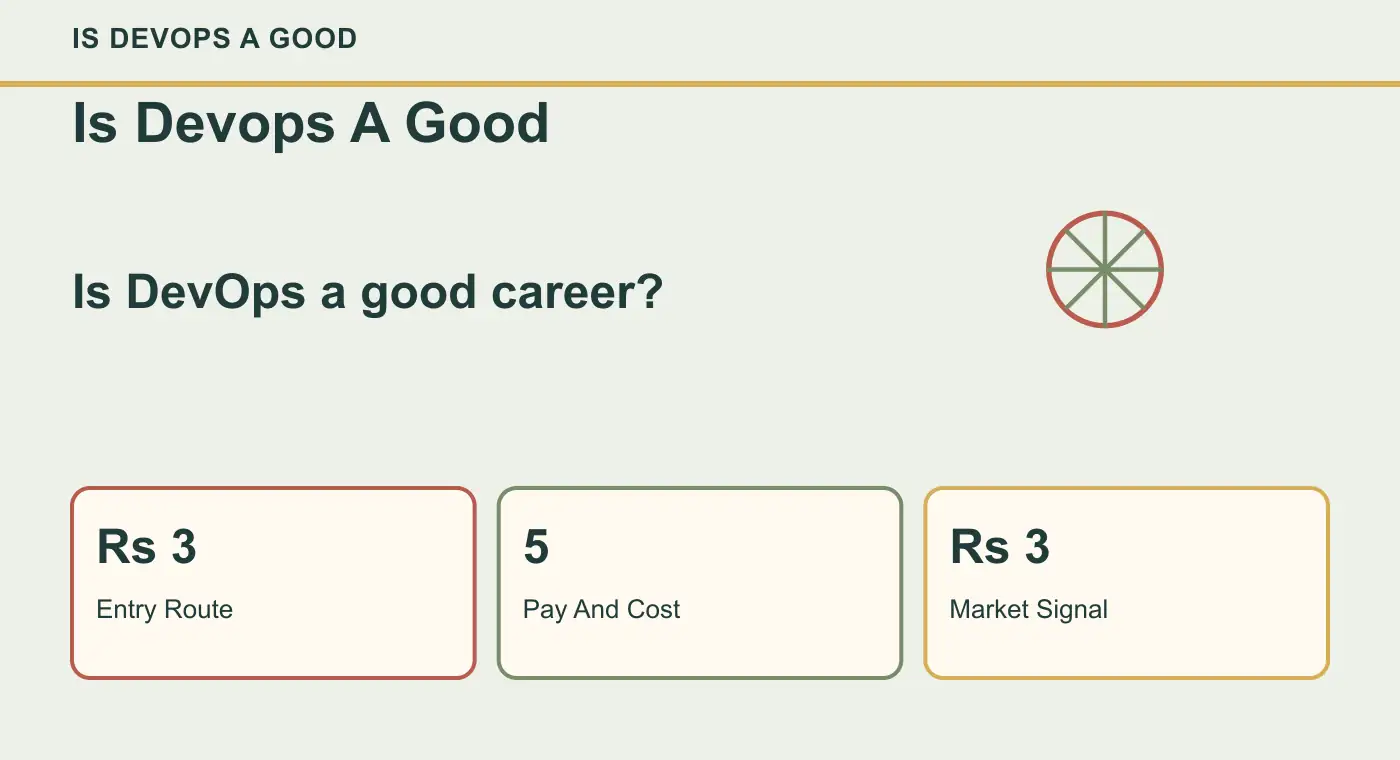 IS DEVOPS A GOOD
Is Devops A Good
Is DevOps a good career?
Rs 3
Entry Route
5
Pay And Cost
Rs 3
Market Signal